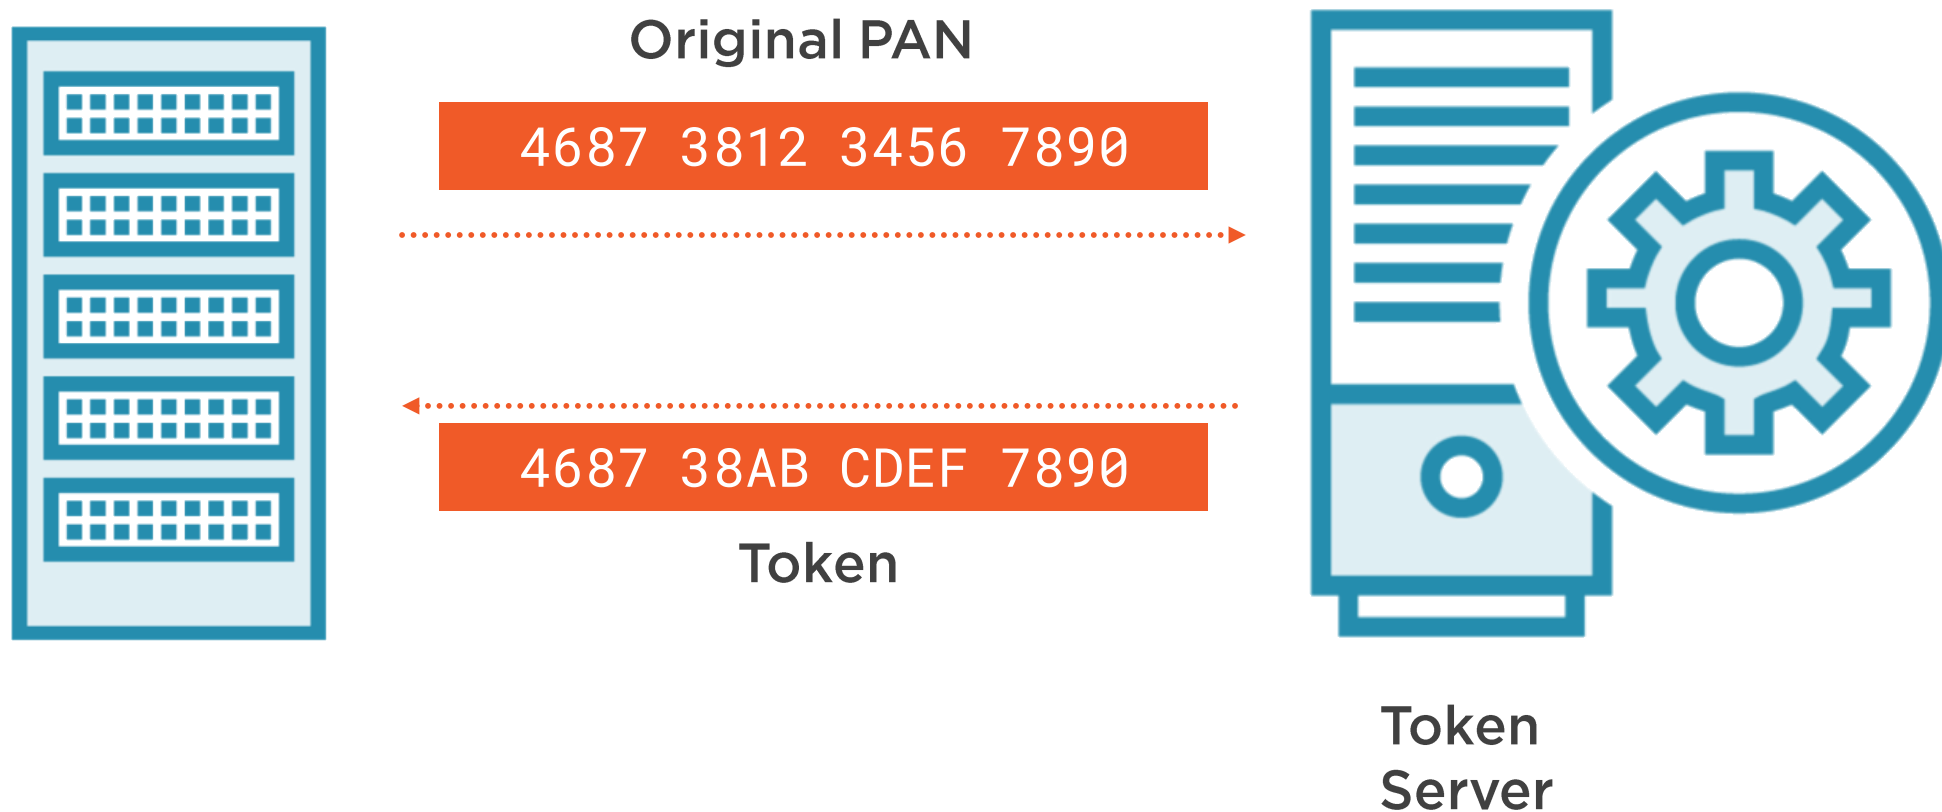 Original PAN
4687 3812 3456 7890
4687 38AB CDEF 7890
Token
Token
Server